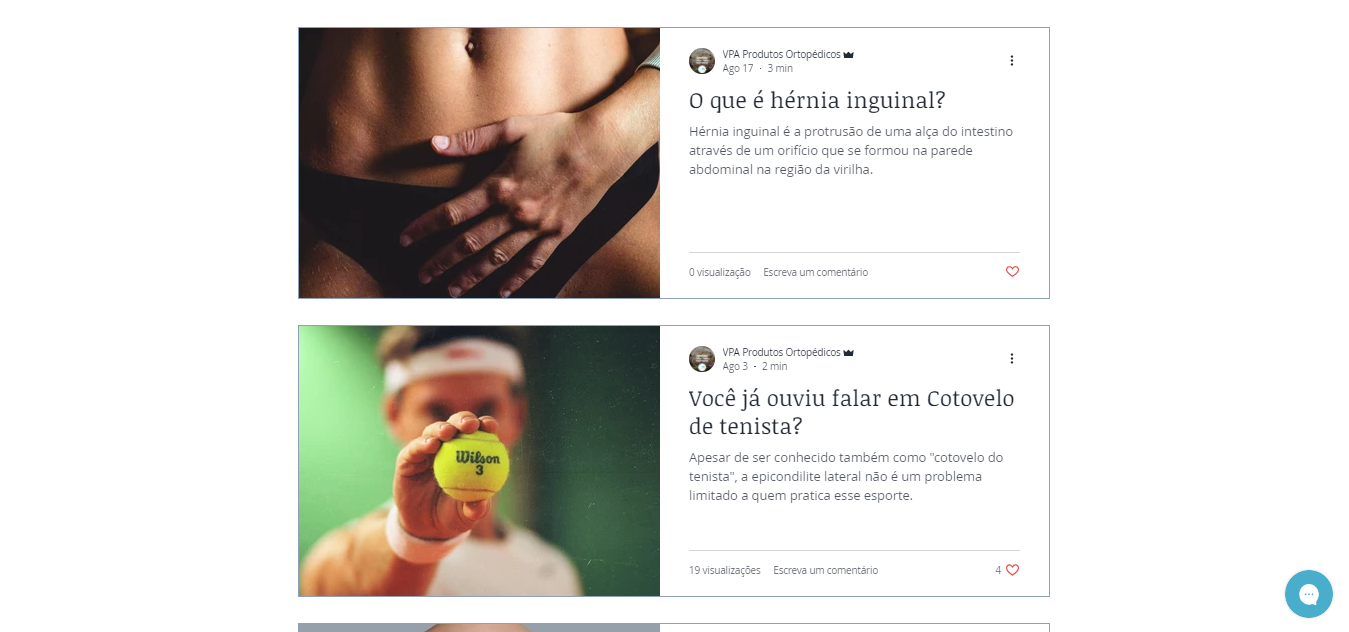 VPA Produtos Ortopédicos
Ago 17 · 3 min
O que é hérnia inguinal?
Hérnia inguinal é a protrusão de uma alça do intestino
através de um orifício que se formou na parede
abdominal na região da virilha.
0 visualização Escreva um comentário
Wilson
3
VPA Produtos Ortopédicos
Ago 3 · 2 min
Você já ouviu falar em Cotovelo
de tenista?
Apesar de ser conhecido também como "cotovelo do
tenista", a epicondilite lateral não é um problema
limitado a quem pratica esse esporte.
19 visualizações Escreva um comentário 4